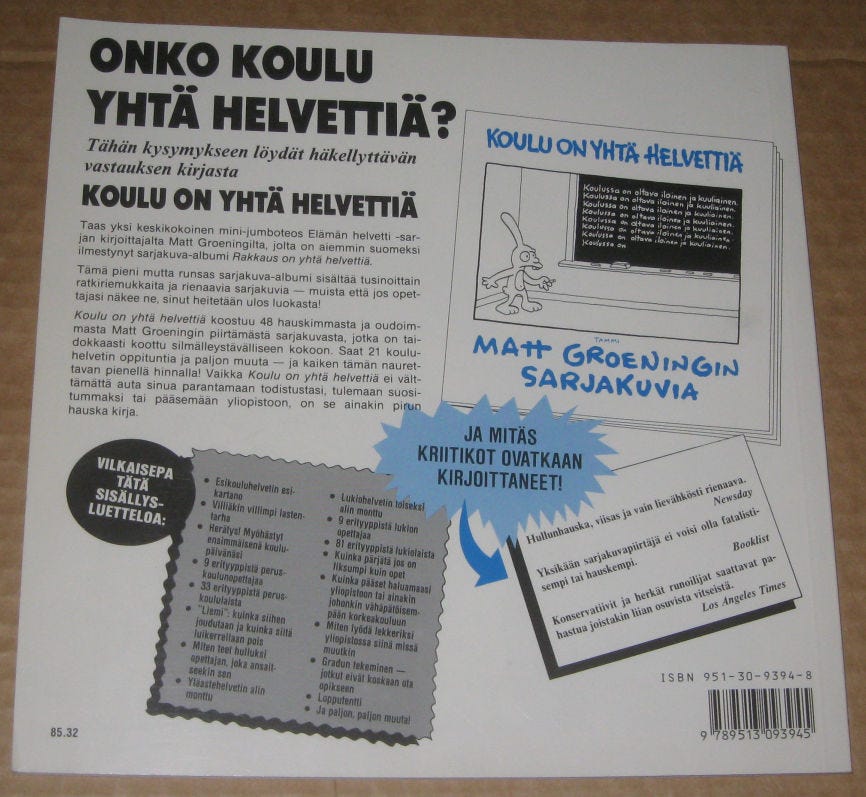 ONKO KOULU
YHTÄ HELVETTIÄ?
Tähän kysymykseen löydät häkellyttävän
vastauksen kirjasta
KOULU ON YHTÄ HELVETTIÄ
Taas yksi keskikokoinen mini-jumboteos Elämän helvetti -sar-
jan kirjoittajalta Matt Groeningilta, jolta on aiemmin suomeksi
ilmestynyt sarjakuva-albumi Rakkaus on yhtä helvettiä.
Tämä pieni mutta runsas sarjakuva-albumi sisältää tusinoittain
ratkiriemukkaita ja rienaavia sarjakuvia — muista että jos opet-
tajasi näkee ne, sinut heitetään ulos luokasta!
Koulu on yhtä helvettiä koostuu 48 hauskimmasta ja oudoim-
masta Matt Groeningin piirtämästä sarjakuvasta, jotka on tai-
dokkaasti koottu silmälleystävälliseen kokoon. Saat 21 koulu-
helvetin oppituntia ja paljon muuta — ja kaiken tämän nauret-
tavan pienellä hinnalla! Vaikka Koulu on yhtä helvettiä ei vält-
tämättä auta sinua parantamaan todistustasi, tulemaan suosi-
tummaksi tai pääsemään yliopistoon, on se ainakin pirun
hauska kirja.
KOULU ON YHTÄ HELVETTIÄ
Koulussa on oltava iloinen ja kuuliainen.
Koulussa on oltava iloinen ja kuuliainen.
Koulussa on oltava iloinen ja kuuliainen.
Koulussa on oltava iloinen ja kuuliainen.
Koulussa on oltava iloinen ja kuuliainen.
Koulussa on oltava iloinen ja kuuliainen.
Koulussa on
TAMMI
MATT GROENINGIN
SARJAKUVIA
VILKAISEPA
TÄTÄ
SISÄLLYS-
LUETTELOA:
• Esikouluhelvetin esi-
kartano
• Villiäkin villimpi lasten-
tarha
• Herätys! Myöhästyt
ensimmäisenä koulu-
päivänäsi
• 9 erityyppistä perus-
koulunopettajaa
• 33 erityyppistä perus-
koululaista
• "Liemi": kuinka siihen
joudutaan ja kuinka siitä
luikerrellaan pois
• Miten teet hulluksi
opettajan, joka ansait-
seekin sen
• Yläastehelvetin alin
monttu
• Lukiohelvetin toiseksi
alin monttu
• 9 erityyppistä lukion
opettajaa
• 81 erityyppistä lukiolaista
• Kuinka pärjätä jos on
fiksumpi kuin opet
• Kuinka pääset haluamaasi
yliopistoon tai ainakin
johonkin vähäpätöisem-
pään korkeakouluun
• Miten lyödä lekkeriksi
yliopistossa siinä missä
muutkin
• Gradun tekeminen —
jotkut eivät koskaan ota
opikseen
• Lopputentti
• Ja paljon, paljon muuta!
JA MITÄS
KRIITIKOT OVATKAAN
KIRJOITTANEET!
Hullunhauska, viisas ja vain lievähkösti rienaava.
Newsday
Yksikään sarjakuvapiirtäjä ei voisi olla fatalisti-
sempi tai hauskempi.
Booklist
Konservatiivit ja herkät runoilijat saattavat pa-
hastua joistakin liian osuvista vitseistä.
Los Angeles Times
ISBN 951-30-9394-8
9 789513 093945
85.32